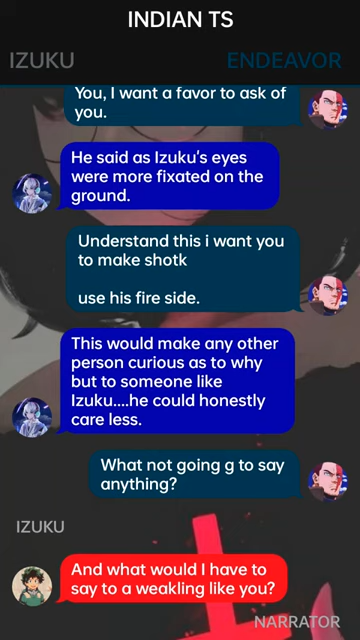 INDIAN TS
IZUKU
ENDEAVOR
You, I want a favor to ask of
you.
He said as Izuku's eyes
were more fixated on the
ground.
Understand this i want you
to make shotk
use his fire side.
This would make any other
person curious as to why
but to someone like
Izuku....he could honestly
care less.
What not going g to say
anything?
IZUKU
And what would I have to
say to a weakling like you?
NARRATOR